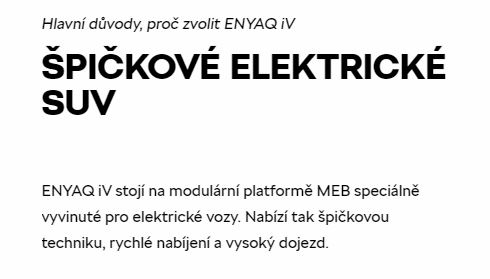 Hlavní důvody, proč zvolit ENYAQ iV
ŠPIČKOVÉ ELEKTRICKÉ
SUV
ENYAQ iV stojí na modulární platformě MEB speciálně
vyvinuté pro elektrické vozy. Nabízí tak špičkovou
techniku, rychlé nabíjení a vysoký dojezd.